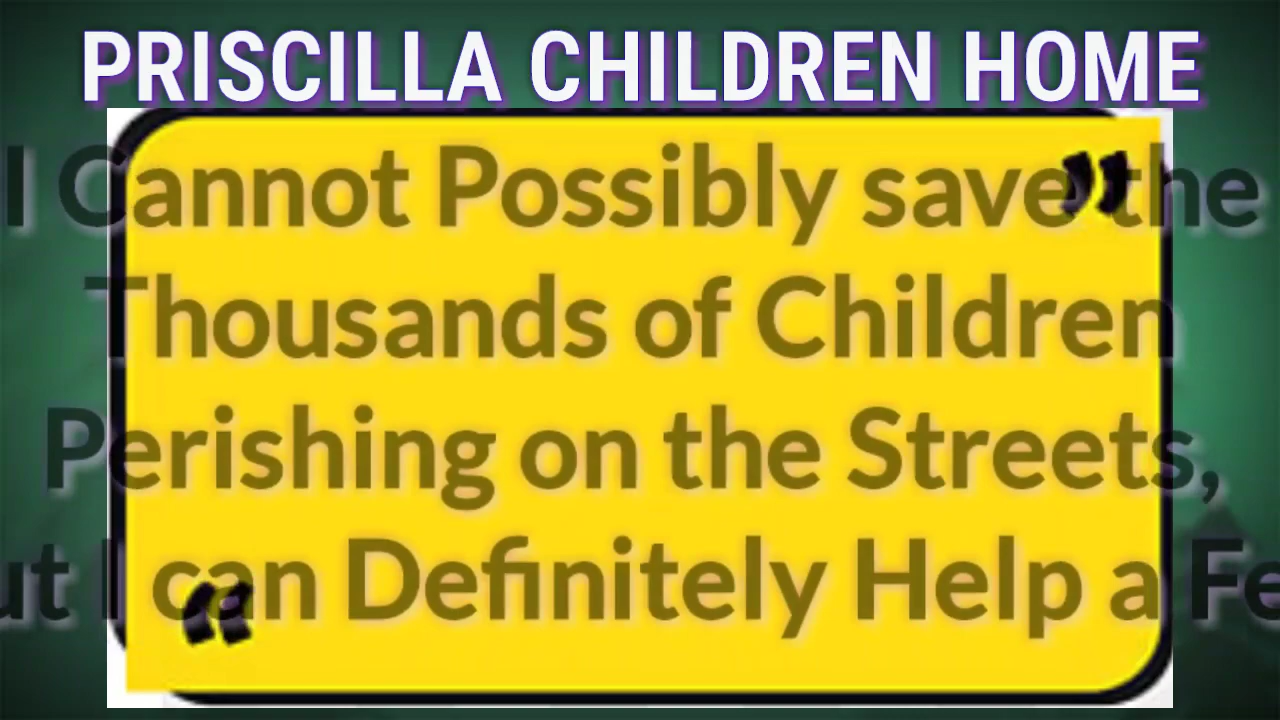 PRISCILLA CHILDREN HOME
I Cannot Possibly save the
Thousands of Children
Perishing on the Streets,
I can Definitely Help a